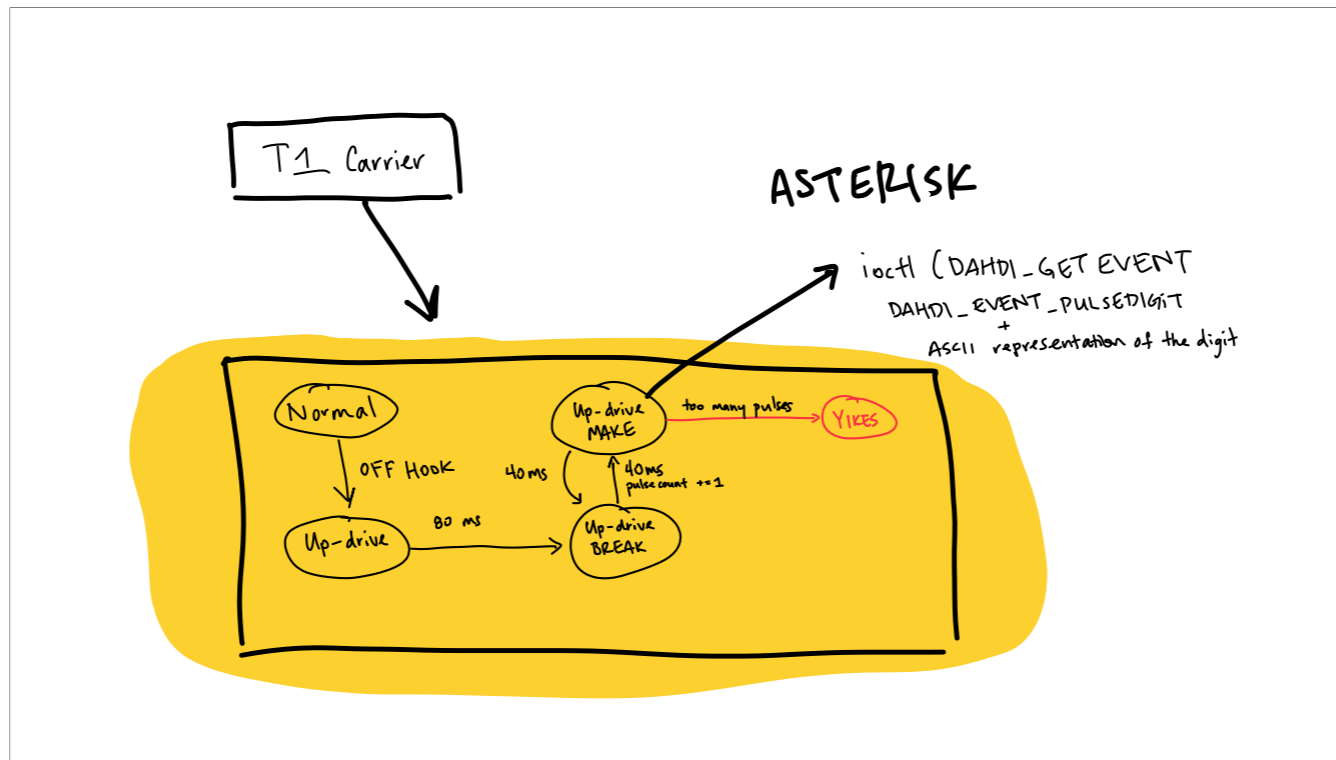 T1 Carrier
ASTERISK
ioctl (DAHDI_GET EVENT
DAHDI_EVENT_PULSEDIGIT
+
ASCII representation of the digit
Normal
OFF HOOK
Up-drive
80 ms
Up-drive
MAKE
too many pulses
YIKES
40ms
40ms
pulse count +=1
Up-drive
BREAK